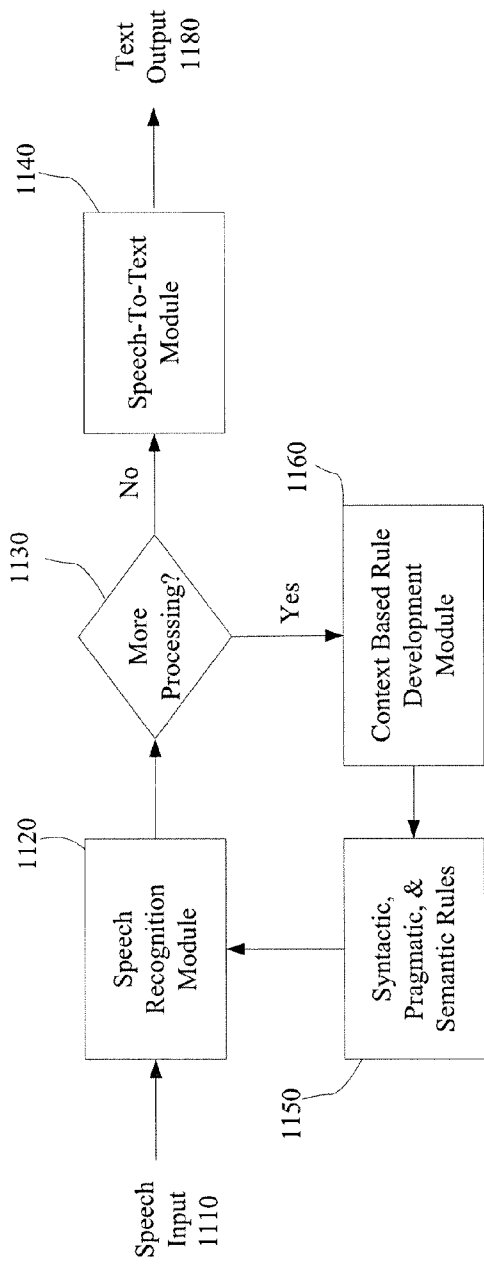 Speech
Input
1110
1120
Speech
Recognition
Module
1130
More
Processing?
No
Yes
1140
Speech-To-Text
Module
Text
Output
1180
1150
Syntactic,
Pragmatic, &
Semantic Rules
1160
Context Based Rule
Development
Module